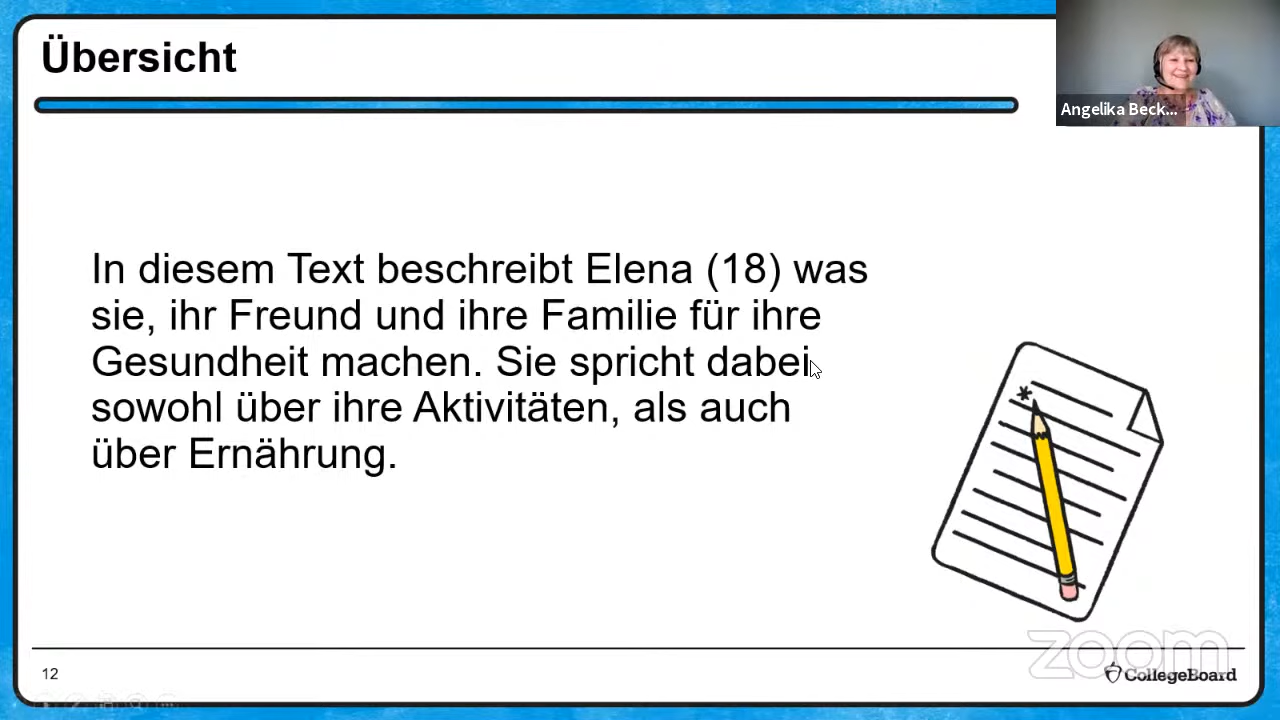 Übersicht
Angelika Beck...
In diesem Text beschreibt Elena (18) was
sie, ihr Freund und ihre Familie für ihre
Gesundheit machen. Sie spricht dabei
sowohl über ihre Aktivitäten, als auch
über Ernährung.
zoom
12
CollegeBoard